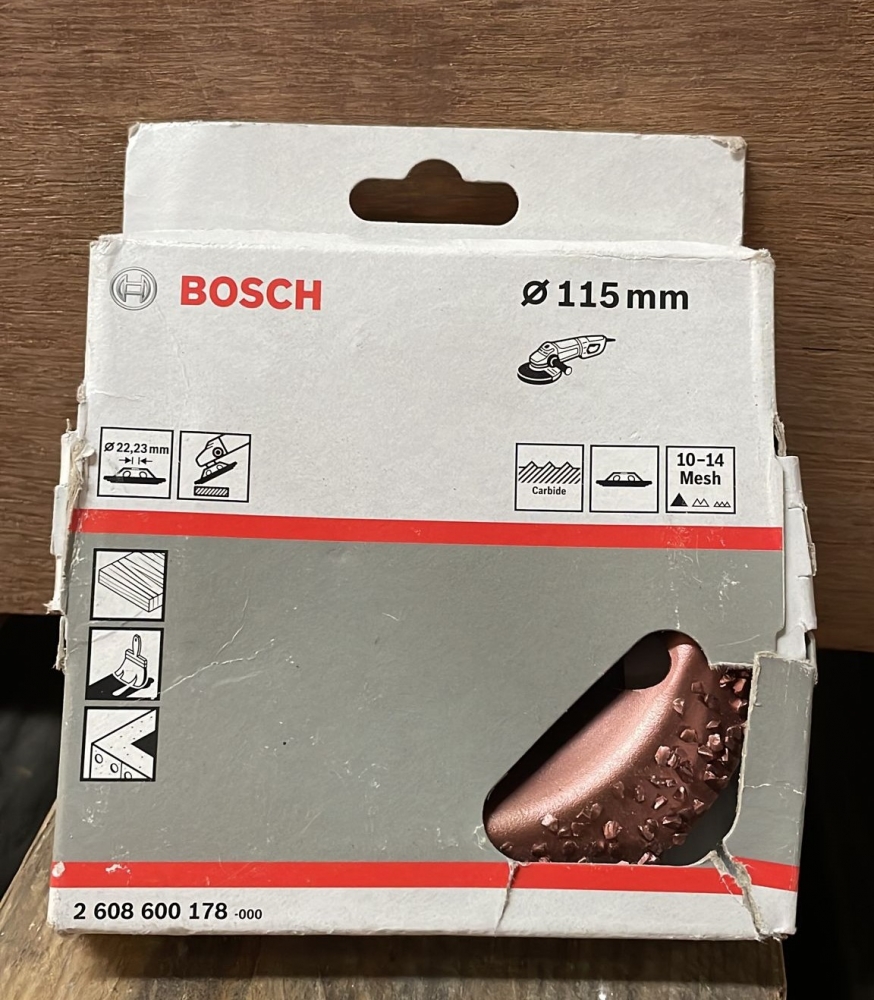 BOSCH
Ø 115 mm
Ø 22,23 mm
Carbide
10–14
Mesh
2 608 600 178 -000